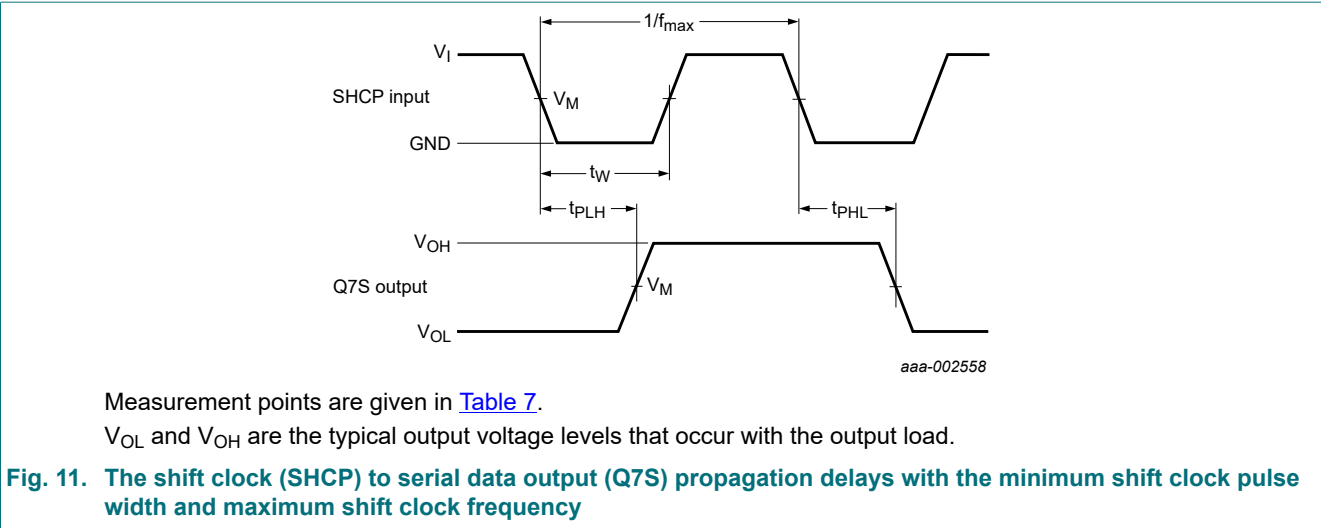 1/fmax
VI
SHCP input
VM
GND
tW
tPLH
tPHL
VOH
Q7S output
VM
VOL
aaa-002558
Measurement points are given in Table 7.
VOL and VOH are the typical output voltage levels that occur with the output load.
Fig. 11. The shift clock (SHCP) to serial data output (Q7S) propagation delays with the minimum shift clock pulse
width and maximum shift clock frequency